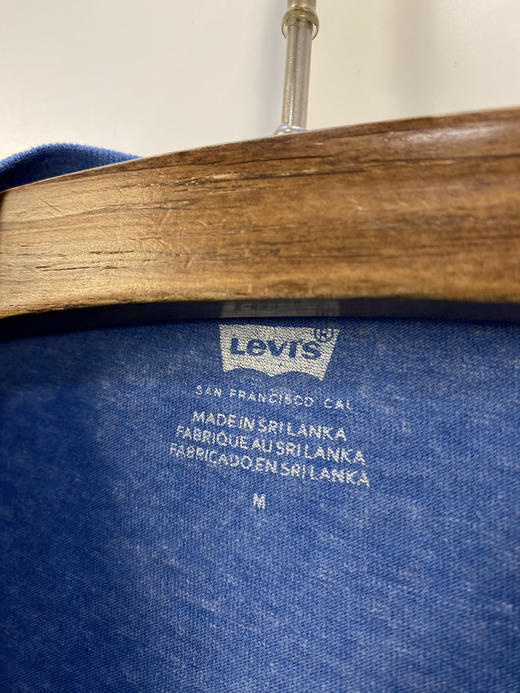 Levi's®
SAN FRANCISCO CAL
MADE IN SRI LANKA
FABRIQUE AU SRI LANKA
FABRICADO EN SRI LANKA
M